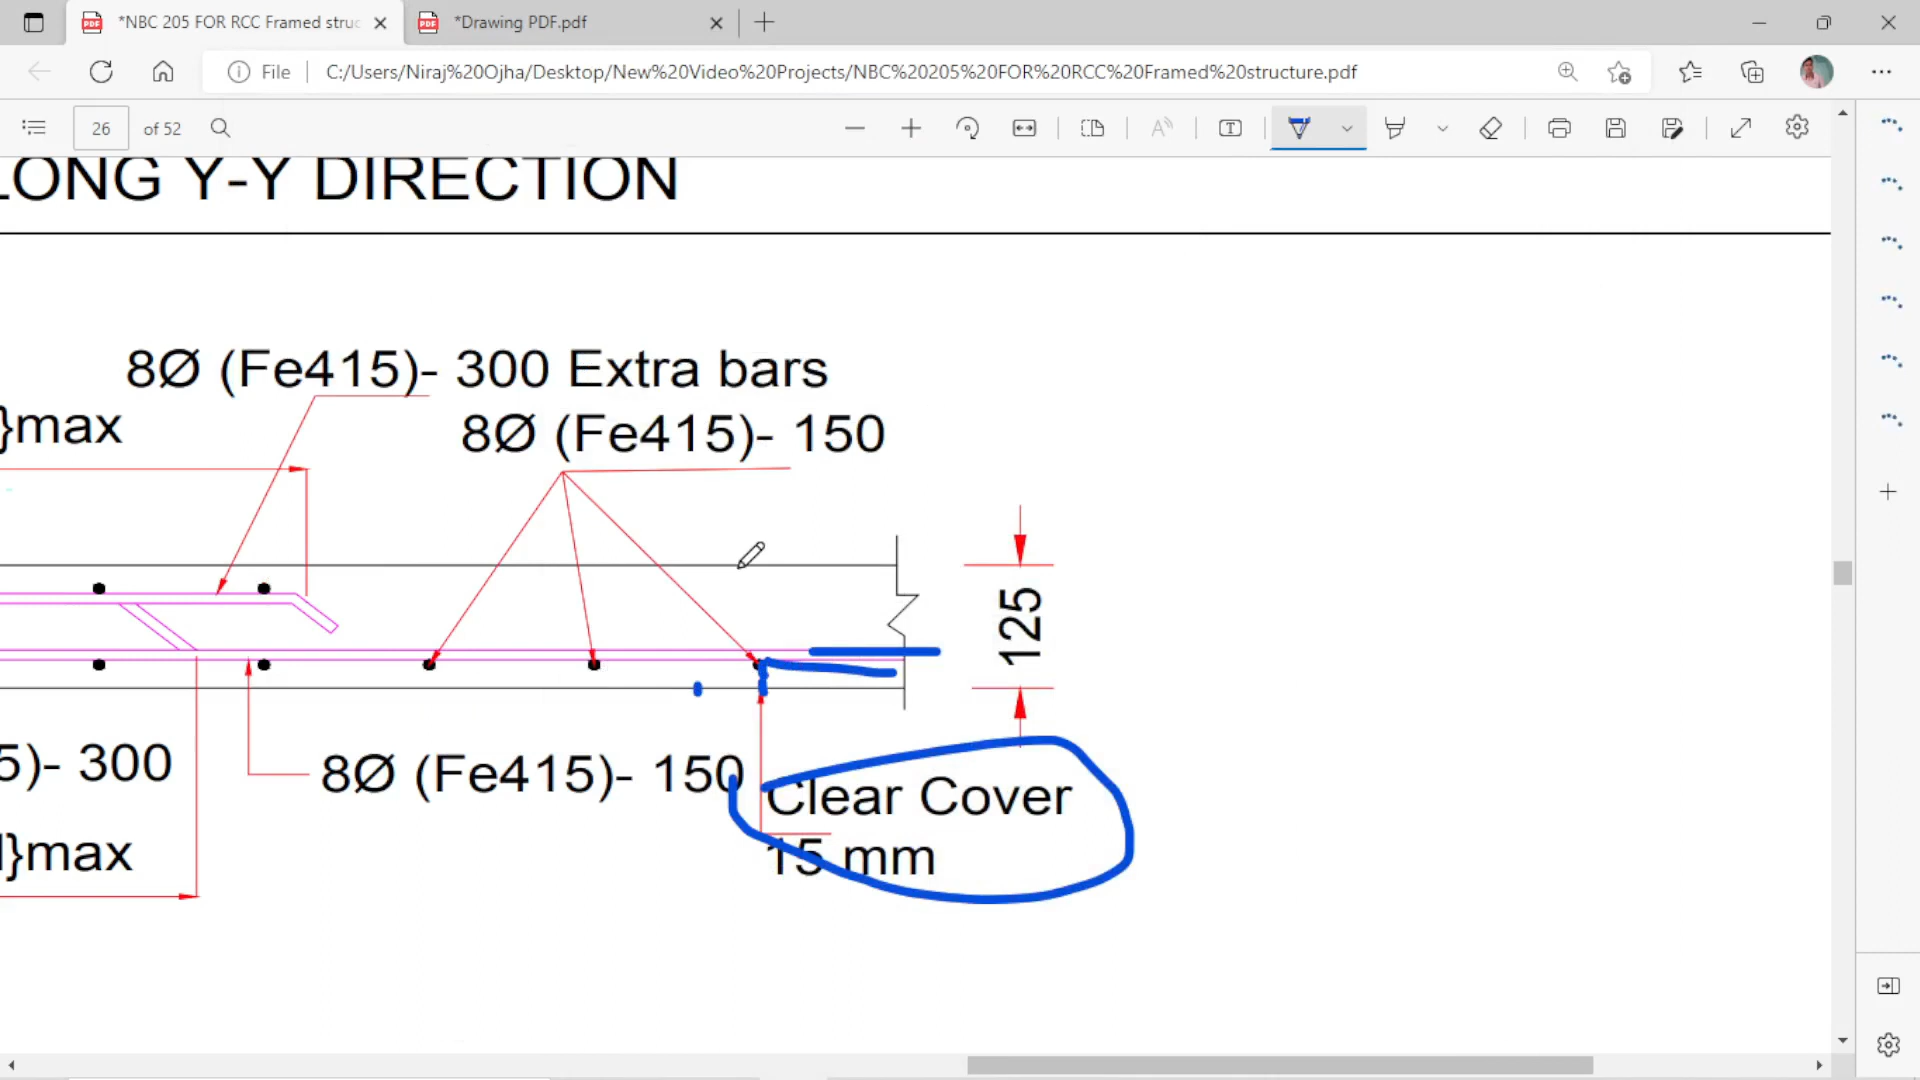 *NBC 205 FOR RCC Framed struc
*Drawing PDF.pdf
File
C:/Users/Niraj%20Ojha/Desktop/New%20Video%20Projects/NBC%20205%20FOR%20RCC%20Framed%20structure.pdf
26 of 52
LONG Y-Y DIRECTION
8Ø (Fe415)- 300 Extra bars
}max
8Ø (Fe415)- 150
125
5)- 300
8Ø (Fe415)- 150
Clear Cover
15 mm
}max